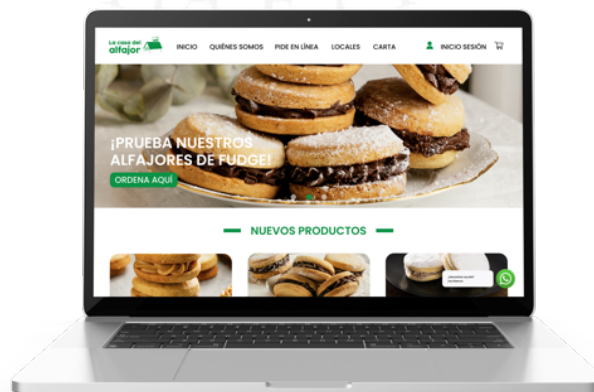 La casa del
alfajor
INICIO QUIÉNES SOMOS PIDE EN LÍNEA LOCALES CARTA INICIO SESIÓN
¡PRUEBA NUESTROS
ALFAJORES DE FUDGE!
ORDENA AQUÍ
NUEVOS PRODUCTOS